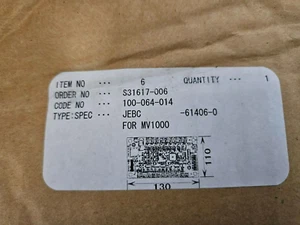 ITEM NO ... 6 QUANTITY ... 1
ORDER NO ... S31617-006
CODE NO ... 100-064-014
TYPE:SPEC ... JEBC -61406-0
FOR MV1000
110
130